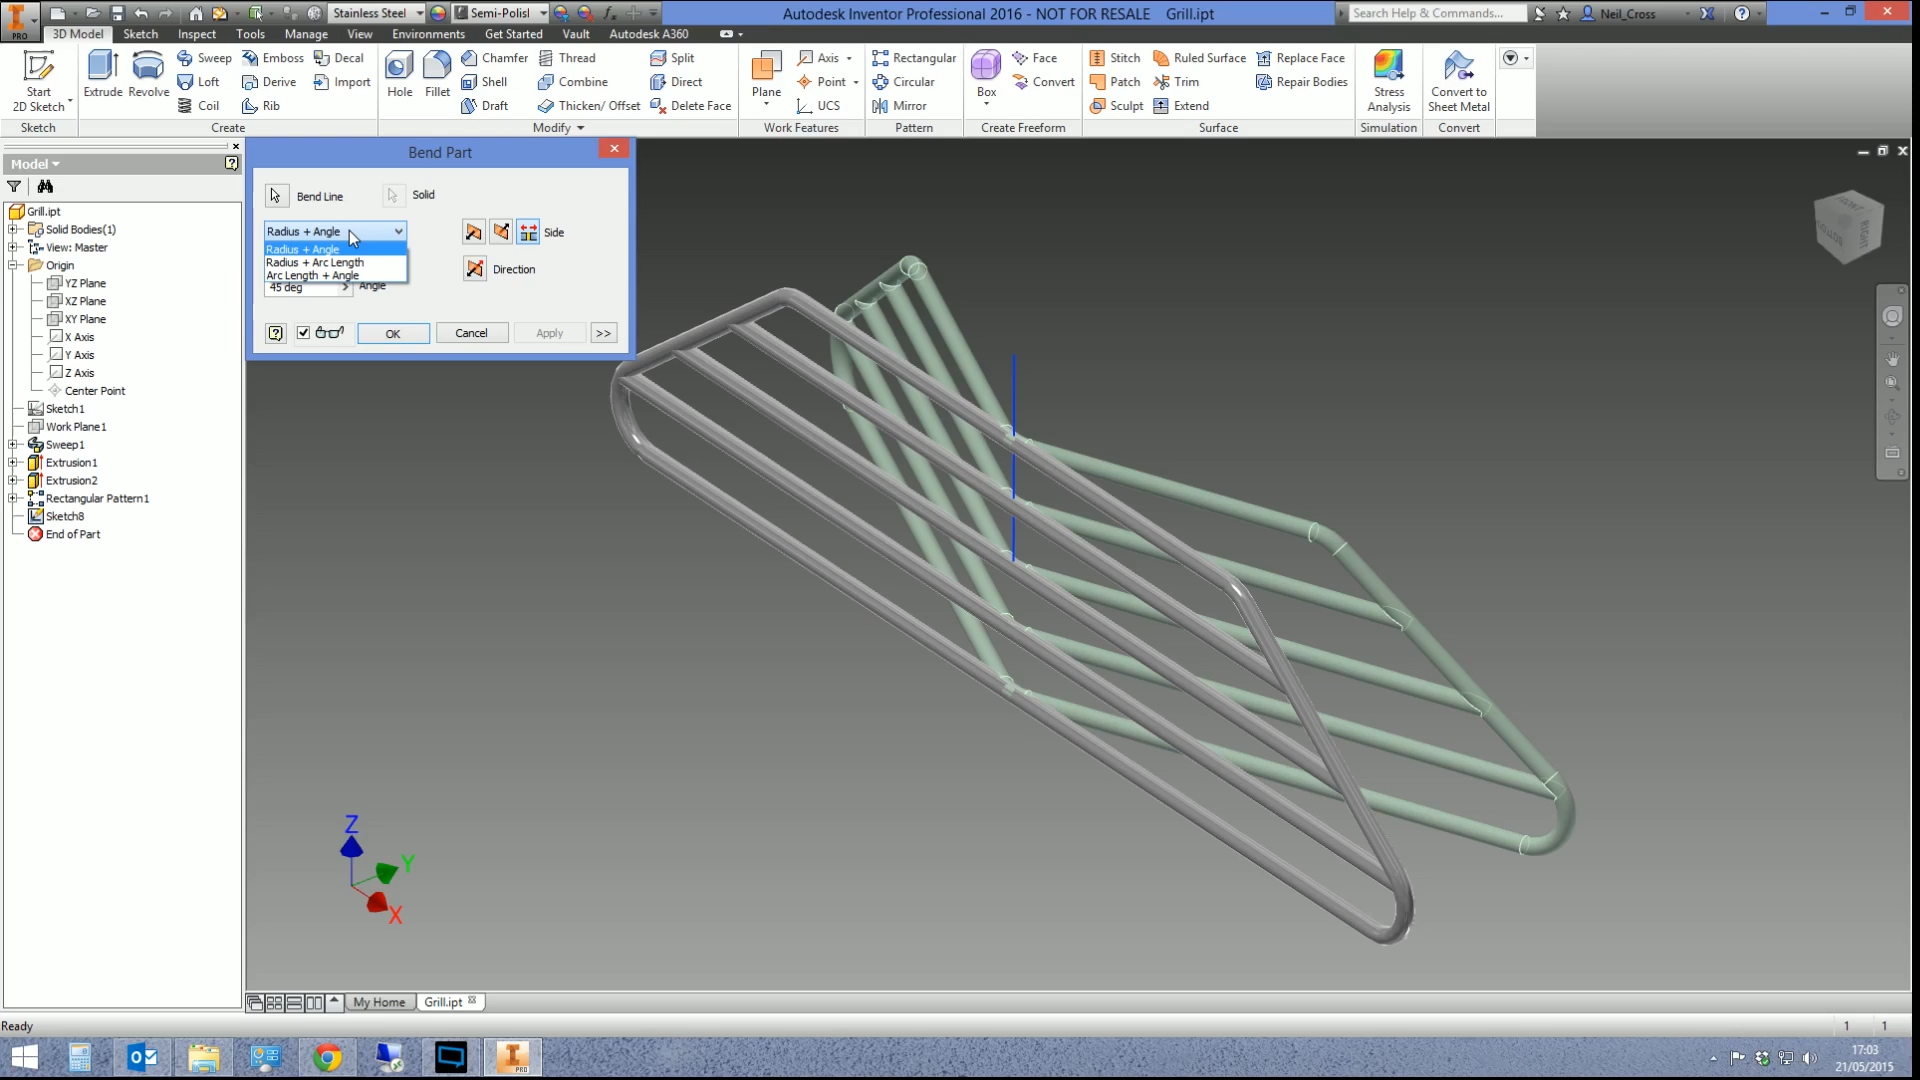 Stainless Steel
Semi-Polisl
Autodesk Inventor Professional 2016 - NOT FOR RESALE Grill.ipt
Search Help & Commands...
Neil_Cross
PRO
3D Model
Sketch
Inspect
Tools
Manage
View
Environments
Get Started
Vault
Autodesk A360
Start
2D Sketch
Extrude
Revolve
Sweep
Loft
Coil
Emboss
Derive
Rib
Decal
Import
Hole
Fillet
Chamfer
Shell
Draft
Thread
Combine
Thicken/ Offset
Split
Direct
Delete Face
Plane
Axis
Point
UCS
Rectangular
Circular
Mirror
Box
Face
Convert
Stitch
Patch
Sculpt
Ruled Surface
Trim
Extend
Replace Face
Repair Bodies
Stress
Analysis
Convert to
Sheet Metal
Sketch
Create
Modify
Work Features
Pattern
Create Freeform
Surface
Simulation
Convert
Model
Grill.ipt
Solid Bodies(1)
View: Master
Origin
YZ Plane
XZ Plane
XY Plane
X Axis
Y Axis
Z Axis
Center Point
Sketch1
Work Plane1
Sweep1
Extrusion1
Extrusion2
Rectangular Pattern1
Sketch8
End of Part
Bend Part
Bend Line
Solid
Radius + Angle
Radius + Angle
Radius + Arc Length
Arc Length + Angle
45 deg
Angle
Side
Direction
OK
Cancel
Apply
>>
FRONT
RIGHT
BOTTOM
Z
Y
X
My Home
Grill.ipt
Ready
1
1
PRO
17:03
21/05/2015